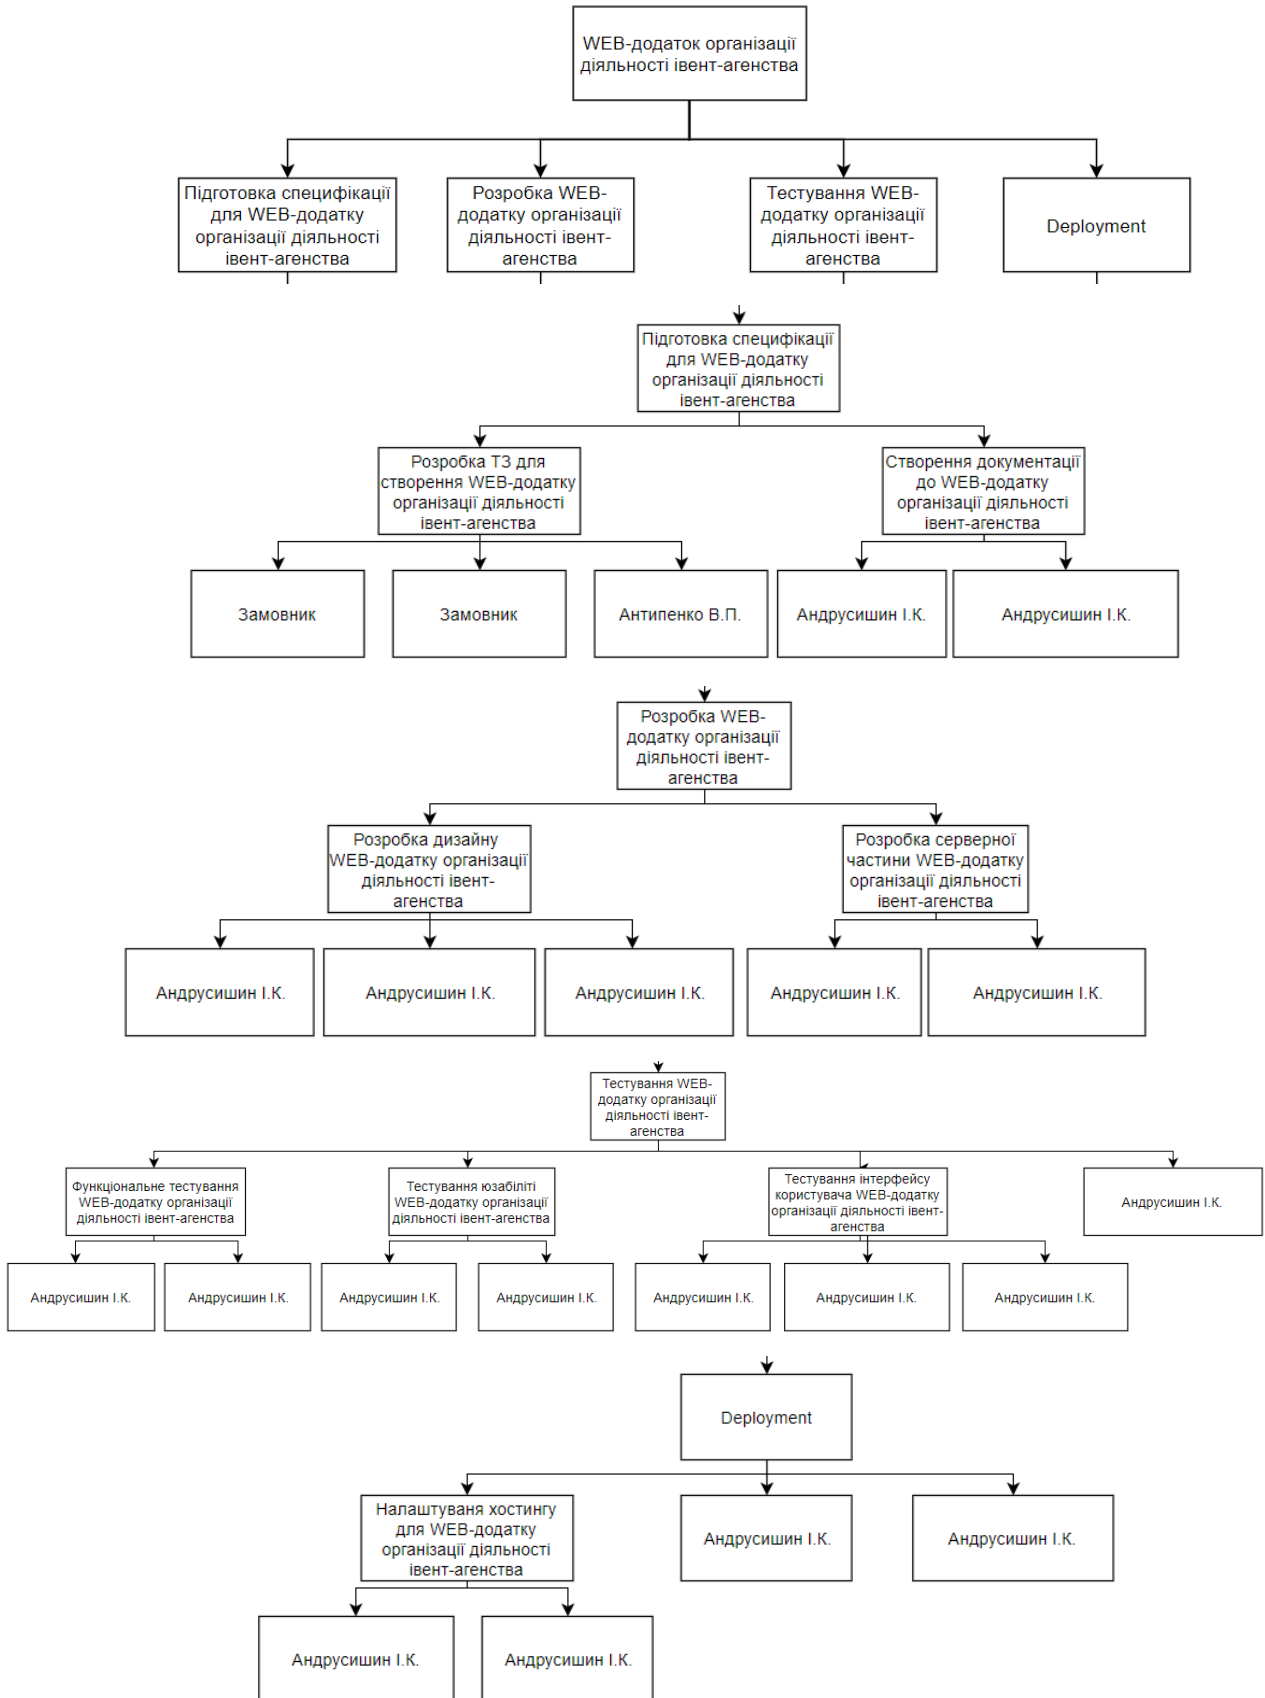 WEB-додаток організації
діяльності івент-агенства
Підготовка специфікації
для WEB-додатку
організації діяльності
івент-агенства
Розробка WEB-
додатку організації
діяльності івент-
агенства
Тестування WEB-
додатку організації
діяльності івент-
агенства
Deployment
Підготовка специфікації
для WEB-додатку
організації діяльності
івент-агенства
Розробка ТЗ для
створення WEB-додатку
організації діяльності
івент-агенства
Створення документації
до WEB-додатку
організації діяльності
івент-агенства
Замовник
Замовник
Антипенко В.П.
Андрусишин І.К.
Андрусишин І.К.
Розробка WEB-
додатку організації
діяльності івент-
агенства
Розробка дизайну
WEB-додатку організації
діяльності івент-
агенства
Розробка серверної
частини WEB-додатку
організації діяльності
івент-агенства
Андрусишин І.К.
Андрусишин І.К.
Андрусишин І.К.
Андрусишин І.К.
Андрусишин І.К.
Тестування WEB-
додатку організації
діяльності івент-
агенства
Функціональне тестування
WEB-додатку організації
діяльності івент-агенства
Тестування юзабіліті
WEB-додатку організації
діяльності івент-агенства
Тестування інтерфейсу
користувача WEB-додатку
організації діяльності івент-
агенства
Андрусишин І.К.
Андрусишин І.К.
Андрусишин І.К.
Андрусишин І.К.
Андрусишин І.К.
Андрусишин І.К.
Андрусишин І.К.
Андрусишин І.К.
Deployment
Налаштуваня хостингу
для WEB-додатку
організації діяльності
івент-агенства
Андрусишин І.К.
Андрусишин І.К.
Андрусишин І.К.
Андрусишин І.К.